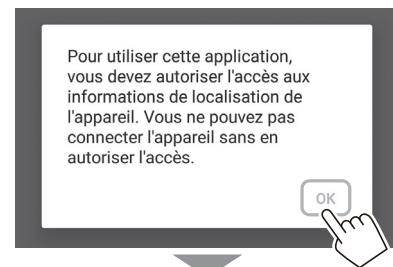 Pour utiliser cette application,
vous devez autoriser l'accès aux
informations de localisation de
l'appareil. Vous ne pouvez pas
connecter l'appareil sans en
autoriser l'accès.
OK